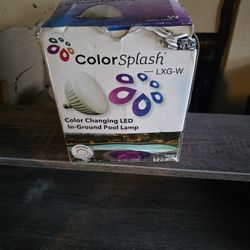 ColorSplash®
LXG-W
Color Changing LED
In-Ground Pool Lamp